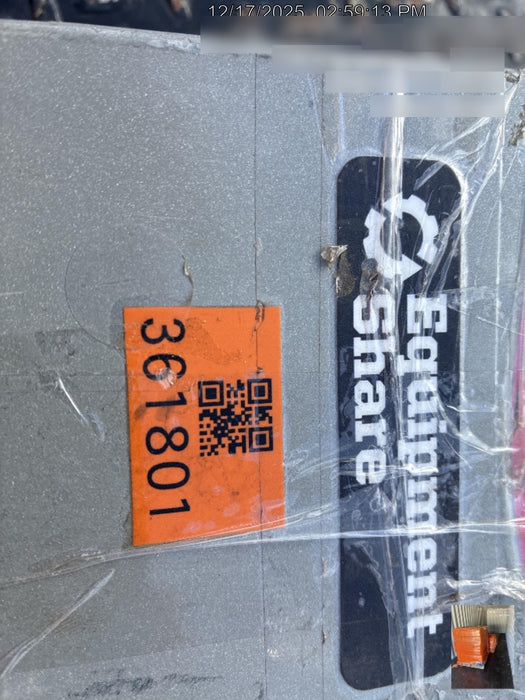 12/17/2025, 02:59:13 PM
Equipment
Share
361801